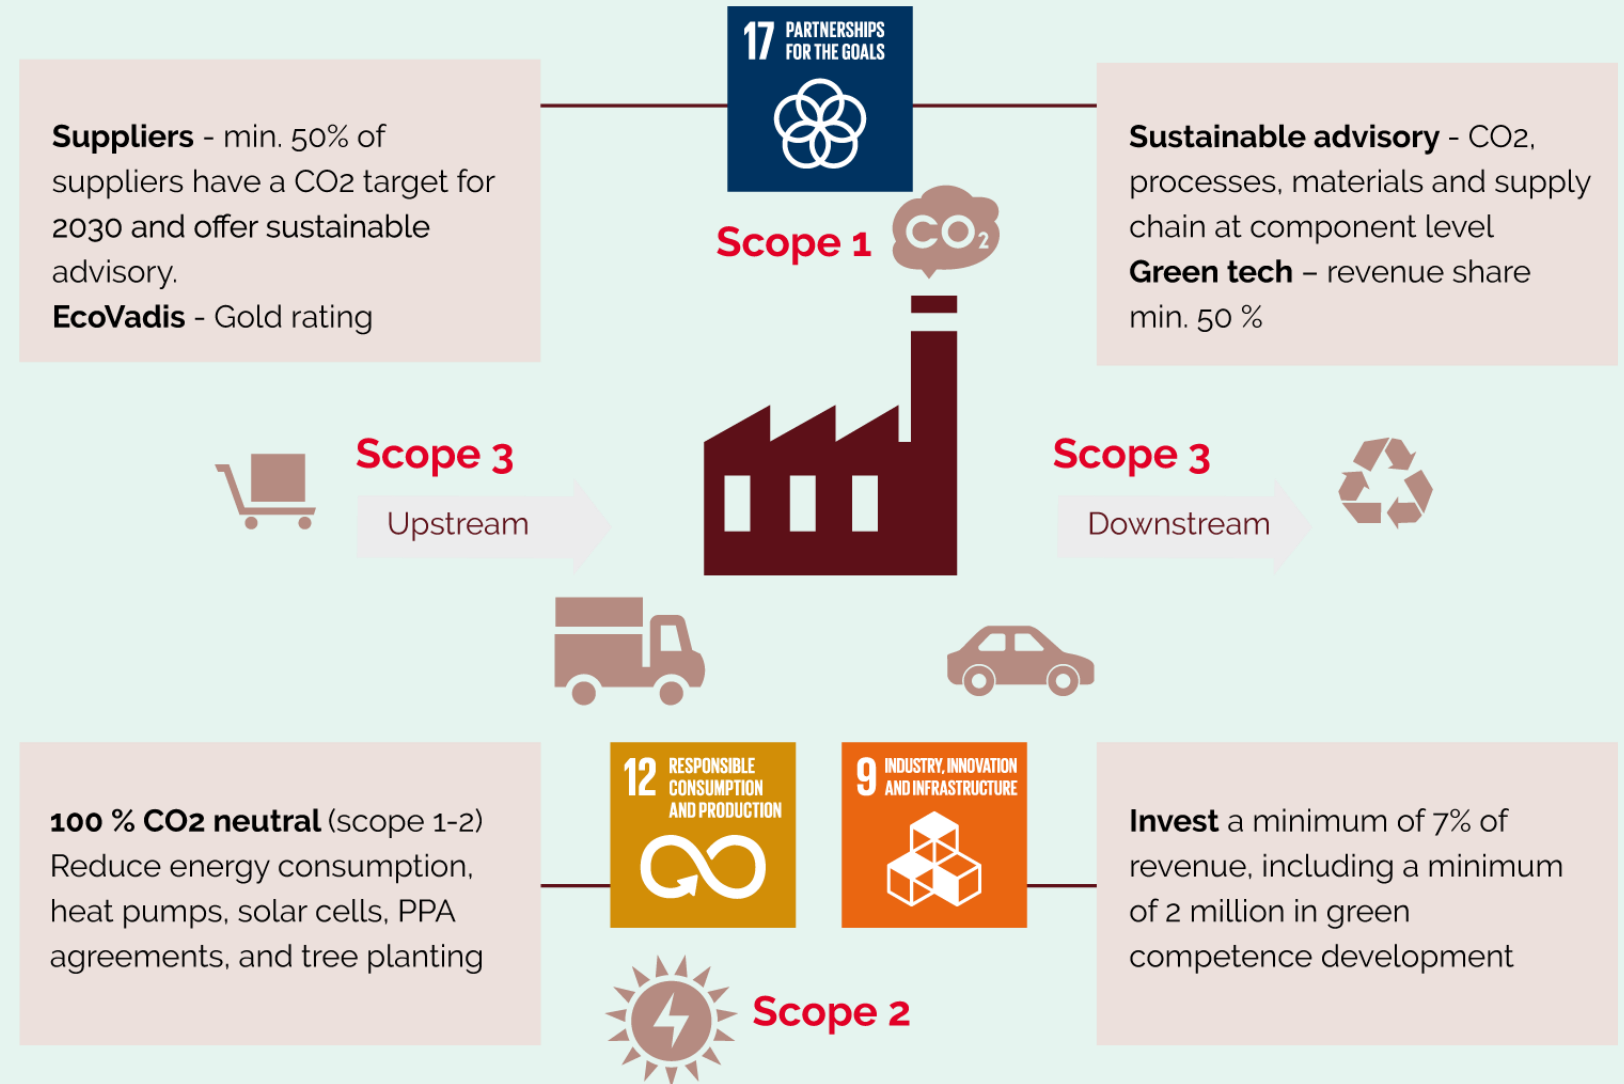 17 PARTNERSHIPS
FOR THE GOALS
Suppliers - min. 50% of
suppliers have a CO2 target for
2030 and offer sustainable
advisory.
EcoVadis - Gold rating
Sustainable advisory - CO2,
processes, materials and supply
chain at component level
Green tech – revenue share
min. 50 %
Scope 1
CO₂
Scope 3
Upstream
Scope 3
Downstream
100 % CO2 neutral (scope 1-2)
Reduce energy consumption,
heat pumps, solar cells, PPA
agreements, and tree planting
12 RESPONSIBLE
CONSUMPTION
AND PRODUCTION
9 INDUSTRY, INNOVATION
AND INFRASTRUCTURE
Invest a minimum of 7% of
revenue, including a minimum
of 2 million in green
competence development
Scope 2